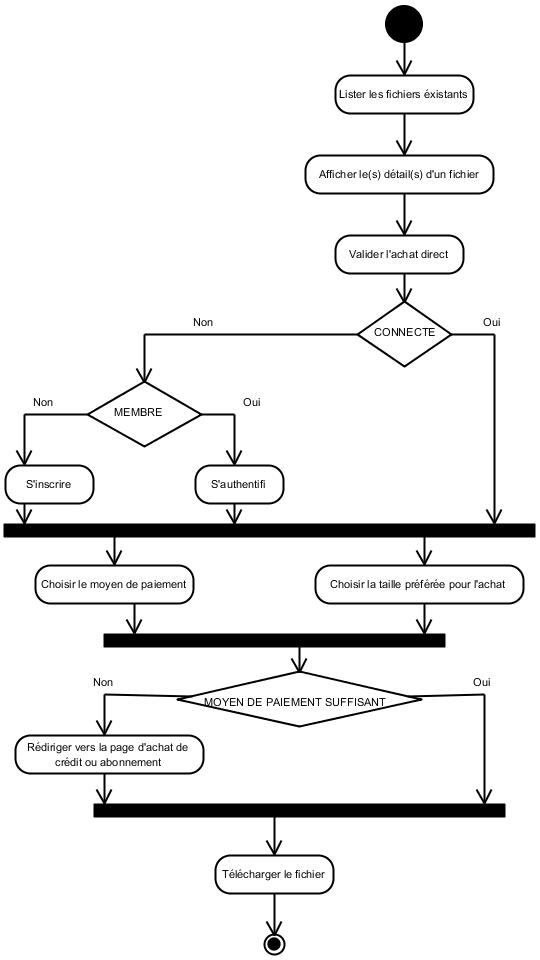 Lister les fichiers éxistants
Afficher le(s) détail(s) d'un fichier
Valider l'achat direct
CONNECTE
Non
Oui
MEMBRE
Non
Oui
S'inscrire
S'authentifi
Choisir le moyen de paiement
Choisir la taille préférée pour l'achat
MOYEN DE PAIEMENT SUFFISANT
Non
Oui
Rédiriger vers la page d'achat de
crédit ou abonnement
Télécharger le fichier